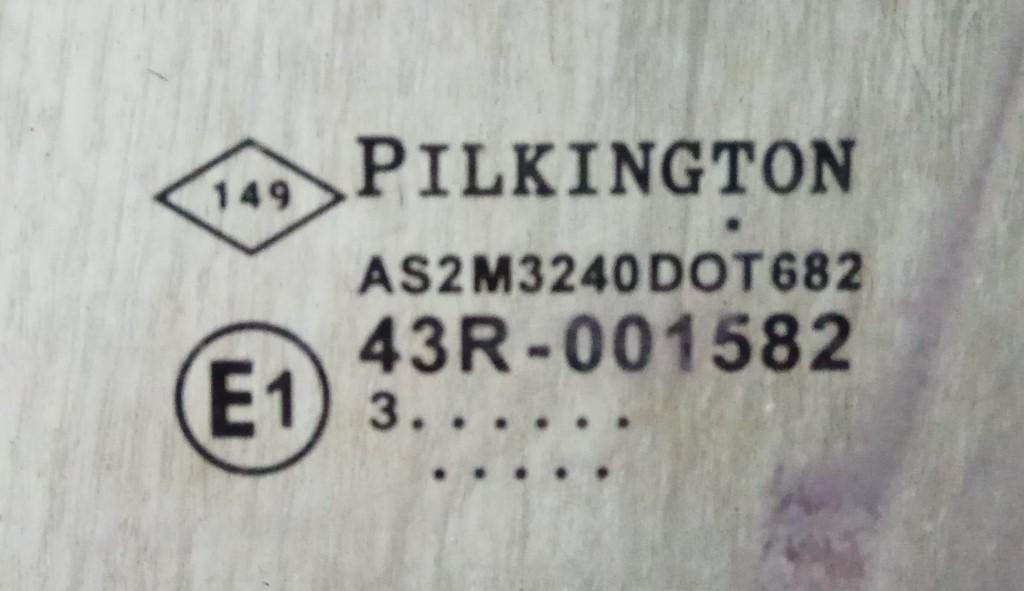 149 PILKINGTON
.
AS2M3240DOT682
E1 43R-001582
3......
.....